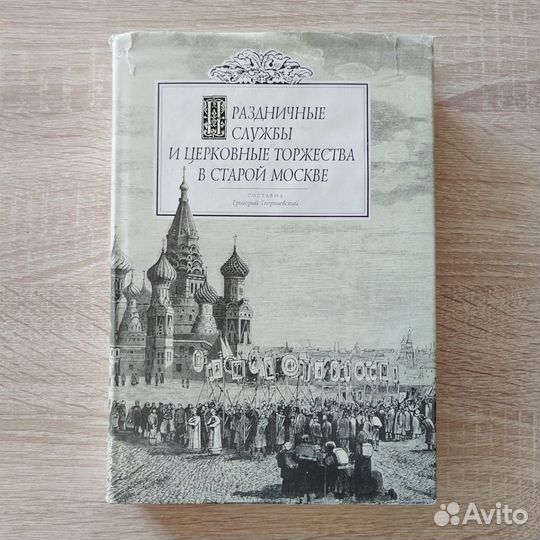 ПРАЗДНИЧНЫЕ
СЛУЖБЫ
И ЦЕРКОВНЫЕ ТОРЖЕСТВА
В СТАРОЙ МОСКВЕ
СОСТАВИЛ
Григорий Георгиевский
Avito